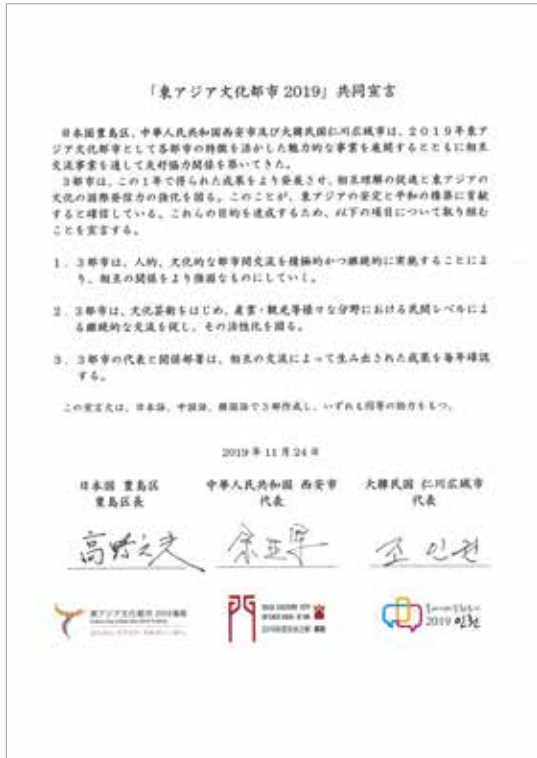 「東アジア文化都市 2019」共同宣言
日本国豊島区、中華人民共和国西安市及び大韓民国仁川広域市は、2019年東ア
ジア文化都市として各都市の特徴を活かした魅力的な事業を展開するとともに相互
交流事業を通して友好協力関係を築いてきた。
3都市は、この1年で得られた成果をより発展させ、相互理解の促進と東アジアの
文化の国際発信力の強化を図る。このことが、東アジアの安定と平和の構築に貢献
すると確信している。これらの目的を達成するため、以下の項目について取り組む
ことを宣言する。
1.3都市は、人的、文化的な都市間交流を積極的かつ継続的に実施することによ
り、相互の関係をより強固なものにしていく。
2.3都市は、文化芸術をはじめ、産業・観光等様々な分野における民間レベルによ
る継続的な交流を促し、その活性化を図る。
3.3都市の代表と関係部署は、相互の交流によって生み出された成果を毎年確認
する。
この宣言文は、日本語、中国語、韓国語で3部作成し、いずれも同等の効力をもつ。
2019年11月24日
日本国 豊島区 中華人民共和国 西安市 大韓民国 仁川広域市
豊島区長 代表 代表
高野之夫
东アジア文化都市 2019豊島
2019 인천